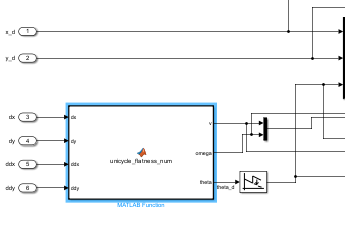 x_d 1
y_d 2
dx 3 dx
dy 4 dy
ddx 5 ddx
ddy 6 ddy
v
omega
theta
unicycle_flatness_num
MATLAB Function
theta_d